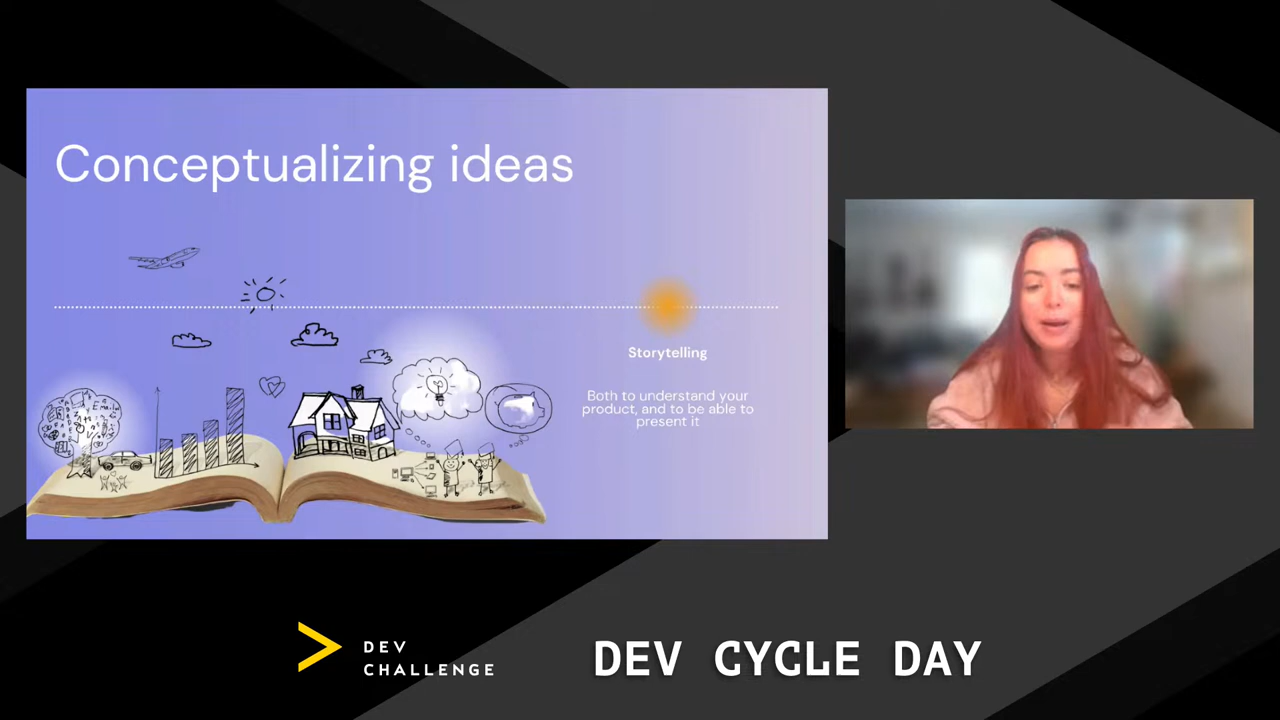 Conceptualizing ideas
Storytelling
Both to understand your
product, and to be able to
present it
DEV
CHALLENGE
DEV CYCLE DAY